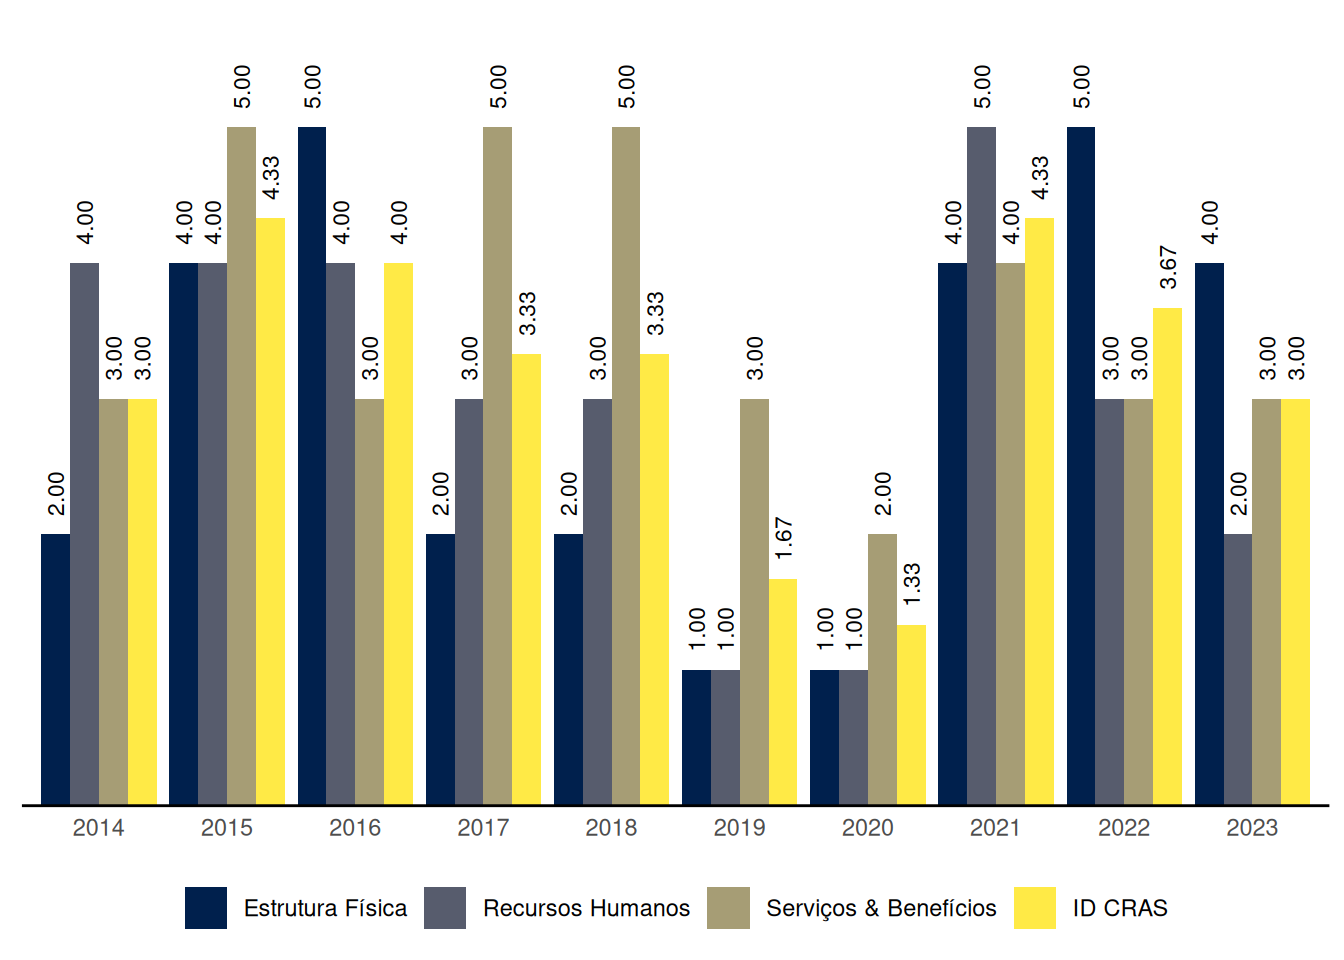 5.00 5.00 5.00 5.00 5.00 5.00
4.33 4.33
4.00 4.00 4.00 4.00 4.00 4.00 4.00 4.00
3.67
3.33 3.33
3.00 3.00 3.00 3.00 3.00 3.00 3.00 3.00 3.00 3.00
2.00 2.00 2.00 2.00 2.00
1.67
1.33
1.00 1.00 1.00 1.00
2014 2015 2016 2017 2018 2019 2020 2021 2022 2023
Estrutura Física Recursos Humanos Serviços & Benefícios ID CRAS